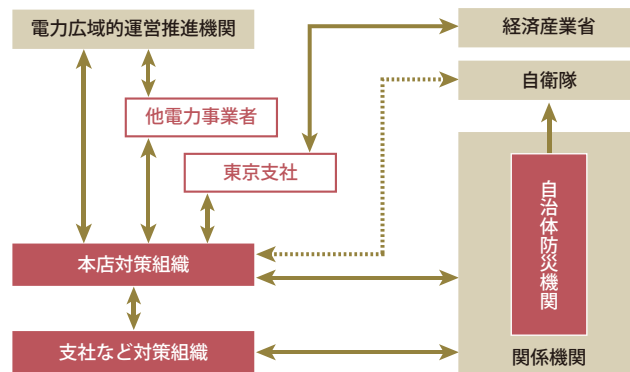 電力広域的運営推進機関
経済産業省
自衛隊
他電力事業者
東京支社
自治体防災機関
本店対策組織
支社など対策組織
関係機関